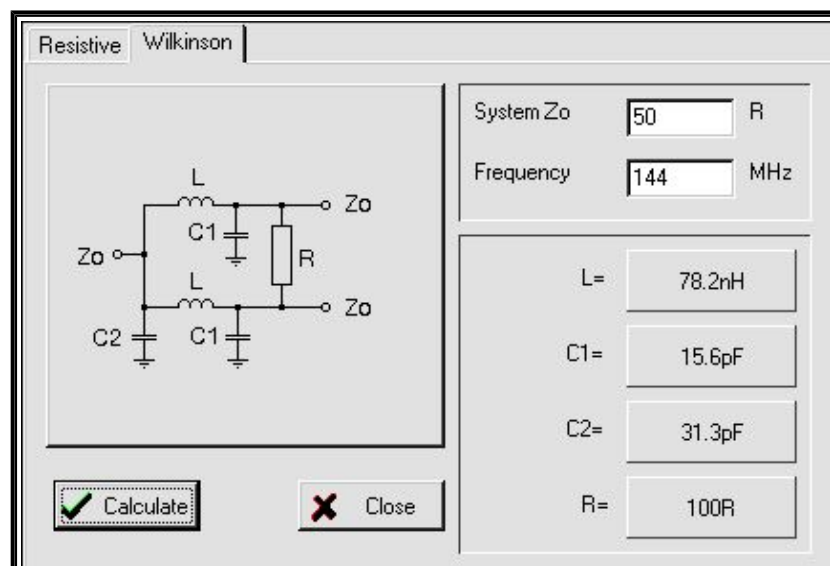 Resistive Wilkinson
L
C1
Zo
Zo
R
L
Zo
C2
C1
System Zo 50 R
Frequency 144 MHz
L= 78.2nH
C1= 15.6pF
C2= 31.3pF
R= 100R
Calculate Close